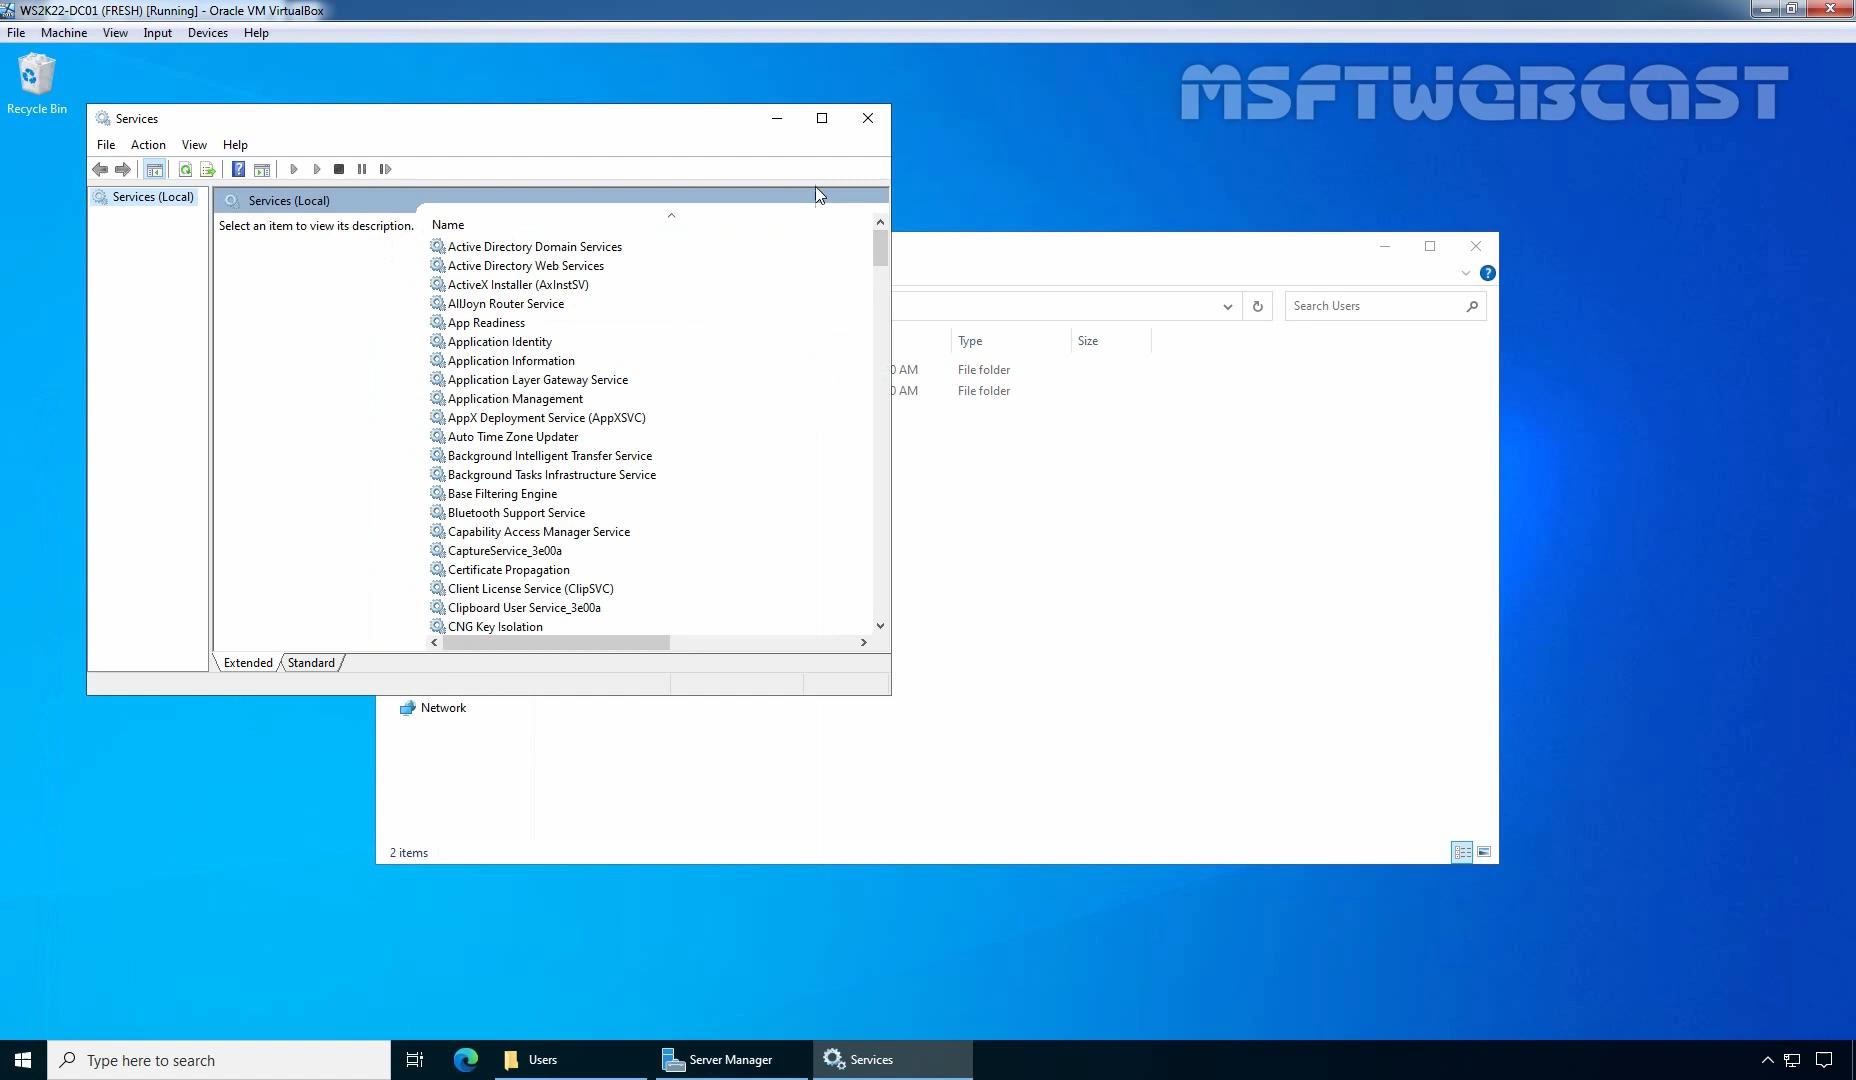 WS2K22-DC01 (FRESH) [Running] - Oracle VM VirtualBox
File Machine View Input Devices Help
MSFTWEBCAST
Recycle Bin
Services
File Action View Help
Services (Local)
Services (Local)
Select an item to view its description.
Name
Active Directory Domain Services
Active Directory Web Services
ActiveX Installer (AxInstSV)
AllJoyn Router Service
App Readiness
Application Identity
Application Information
Application Layer Gateway Service
Application Management
AppX Deployment Service (AppXSVC)
Auto Time Zone Updater
Background Intelligent Transfer Service
Background Tasks Infrastructure Service
Base Filtering Engine
Bluetooth Support Service
Capability Access Manager Service
CaptureService_3e00a
Certificate Propagation
Client License Service (ClipSVC)
Clipboard User Service_3e00a
CNG Key Isolation
Extended Standard
Search Users
Type Size
0 AM File folder
0 AM File folder
Network
2 items
Type here to search
Users
Server Manager
Services